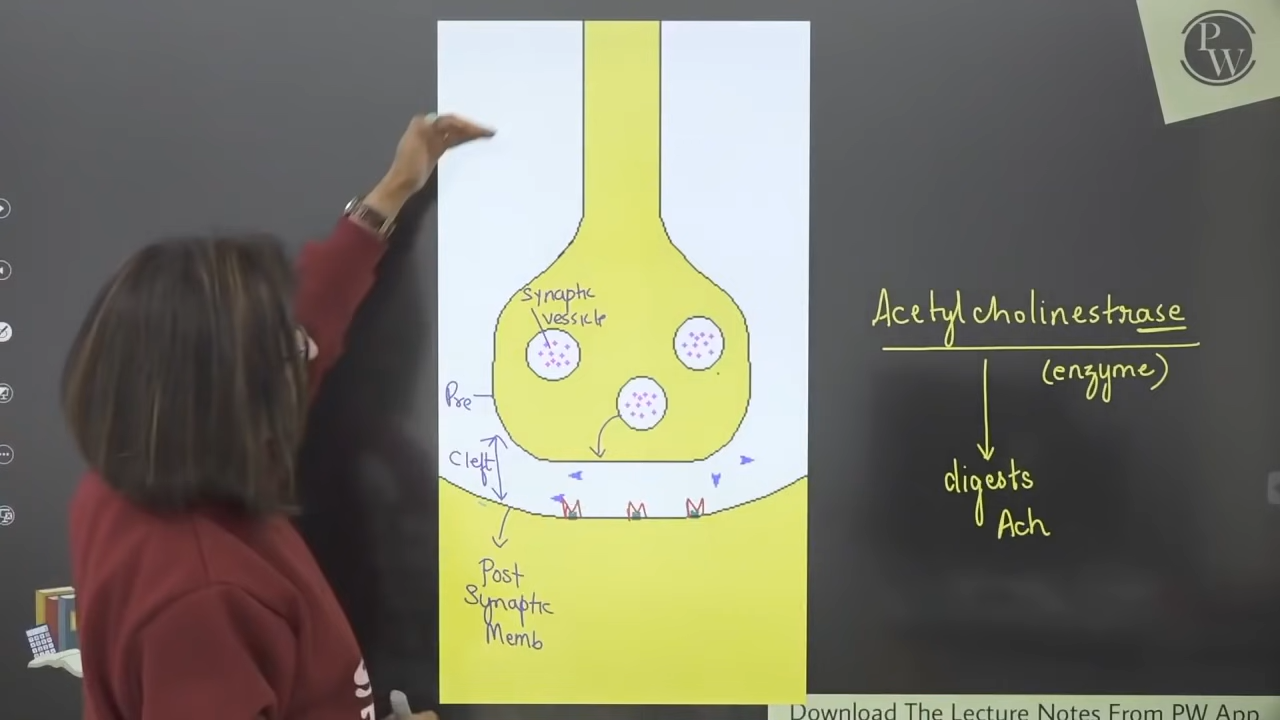 PW
Synaptic
vessicle
Pre
Cleft
Post
Synaptic
Memb
Acetylcholinestrase
(enzyme)
digests
Ach
Download The Lecture Notes From PW App